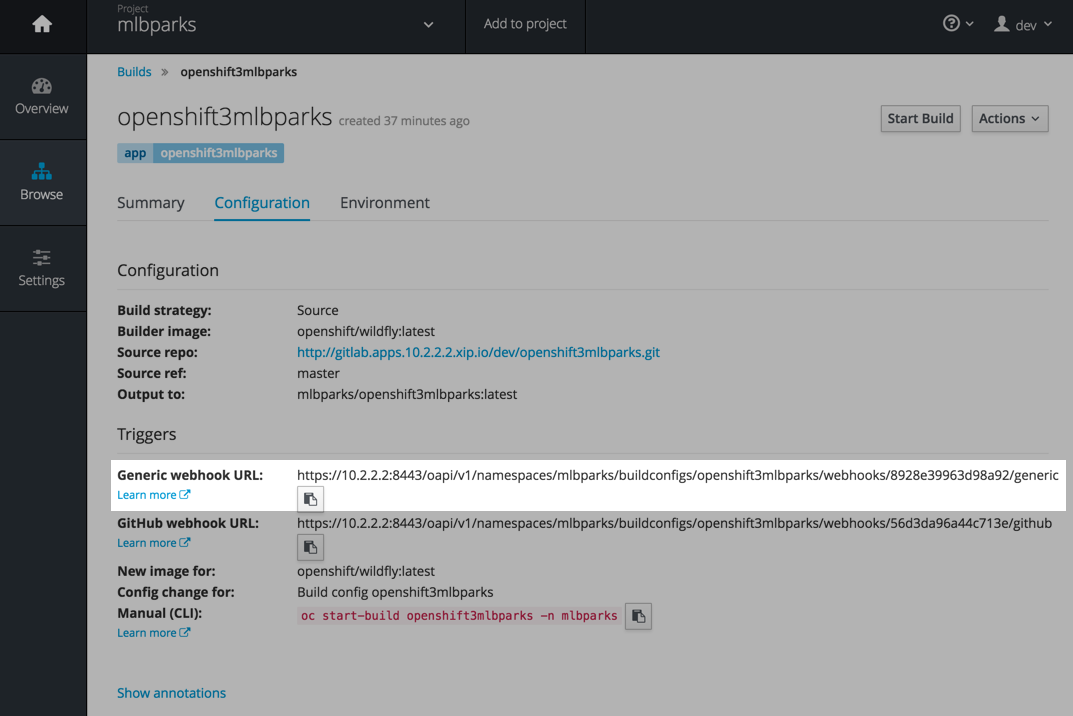 Project
mlbparks
Add to project
dev
Overview
Browse
Settings
Builds » openshift3mlbparks
openshift3mlbparks created 37 minutes ago
Start Build
Actions
app openshift3mlbparks
Summary Configuration Environment
Configuration
Build strategy: Source
Builder image: openshift/wildfly:latest
Source repo: http://gitlab.apps.10.2.2.2.xip.io/dev/openshift3mlbparks.git
Source ref: master
Output to: mlbparks/openshift3mlbparks:latest
Triggers
Generic webhook URL: https://10.2.2.2:8443/oapi/v1/namespaces/mlbparks/buildconfigs/openshift3mlbparks/webhooks/8928e39963d98a92/generic
Learn more
GitHub webhook URL: https://10.2.2.2:8443/oapi/v1/namespaces/mlbparks/buildconfigs/openshift3mlbparks/webhooks/56d3da96a44c713e/github
Learn more
New image for: openshift/wildfly:latest
Config change for: Build config openshift3mlbparks
Manual (CLI): oc start-build openshift3mlbparks -n mlbparks
Learn more
Show annotations